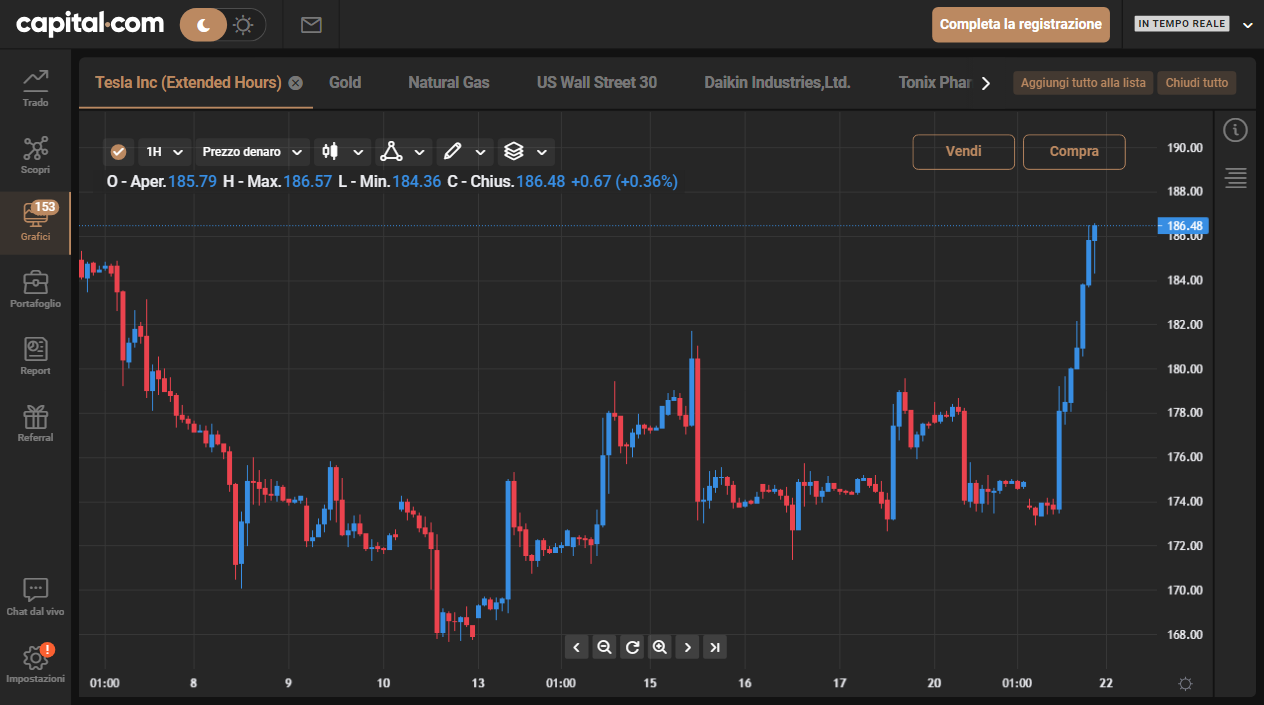 capital.com
Completa la registrazione
IN TEMPO REALE
Trado
Scopri
153
Grafici
Portafoglio
Report
Referral
Chat dal vivo
!
Impostazioni
Tesla Inc (Extended Hours) Gold Natural Gas US Wall Street 30 Daikin Industries,Ltd. Tonix Phar
Aggiungi tutto alla lista Chiudi tutto
1H Prezzo denaro
Vendi Compra
O - Aper. 185.79 H - Max. 186.57 L - Min. 184.36 C - Chius. 186.48 +0.67 (+0.36%)
190.00
188.00
186.48
186.00
184.00
182.00
180.00
178.00
176.00
174.00
172.00
170.00
168.00
01:00 8 9 10 13 01:00 15 16 17 20 01:00 22